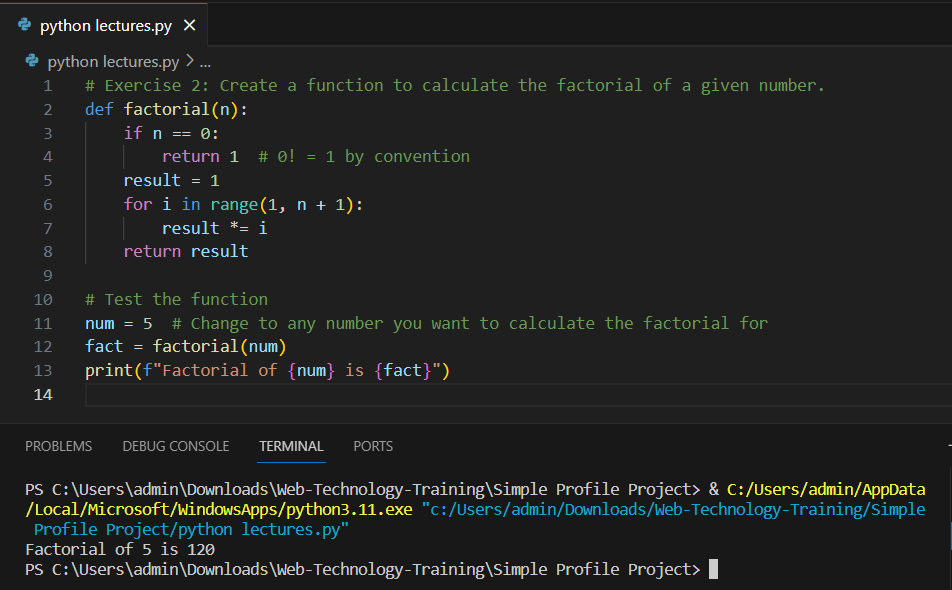 python lectures.py ×
python lectures.py > ...
1 # Exercise 2: Create a function to calculate the factorial of a given number.
2 def factorial(n):
3     if n == 0:
4         return 1  # 0! = 1 by convention
5     result = 1
6     for i in range(1, n + 1):
7         result *= i
8     return result
9
10 # Test the function
11 num = 5  # Change to any number you want to calculate the factorial for
12 fact = factorial(num)
13 print(f"Factorial of {num} is {fact}")
14
PROBLEMS DEBUG CONSOLE TERMINAL PORTS
PS C:\Users\admin\Downloads\Web-Technology-Training\Simple Profile Project> & C:/Users/admin/AppData
/Local/Microsoft/WindowsApps/python3.11.exe "c:/Users/admin/Downloads/Web-Technology-Training/Simple
 Profile Project/python lectures.py"
Factorial of 5 is 120
PS C:\Users\admin\Downloads\Web-Technology-Training\Simple Profile Project>